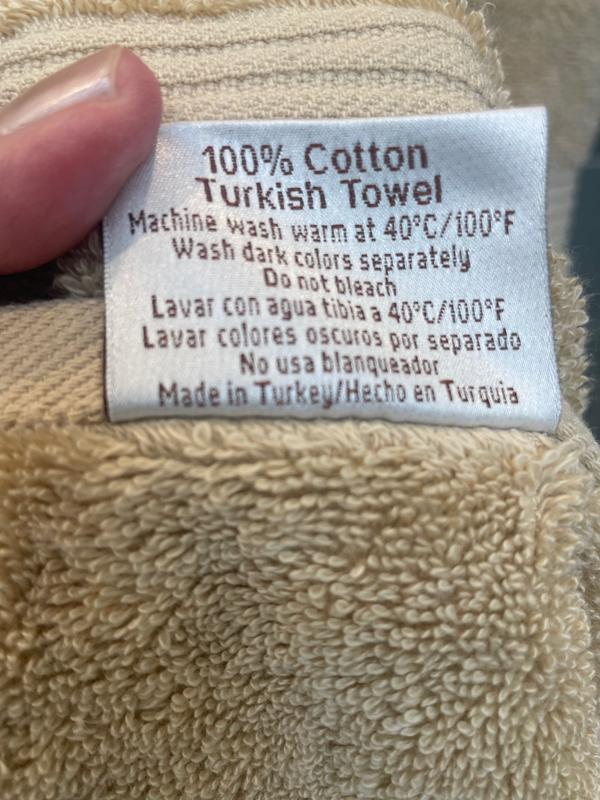 100% Cotton
Turkish Towel
Machine wash warm at 40°C/100°F
Wash dark colors separately
Do not bleach
Lavar con agua tibia a 40°C/100°F
Lavar colores oscuros por separado
No usa blanqueador
Made in Turkey/Hecho en Turquia